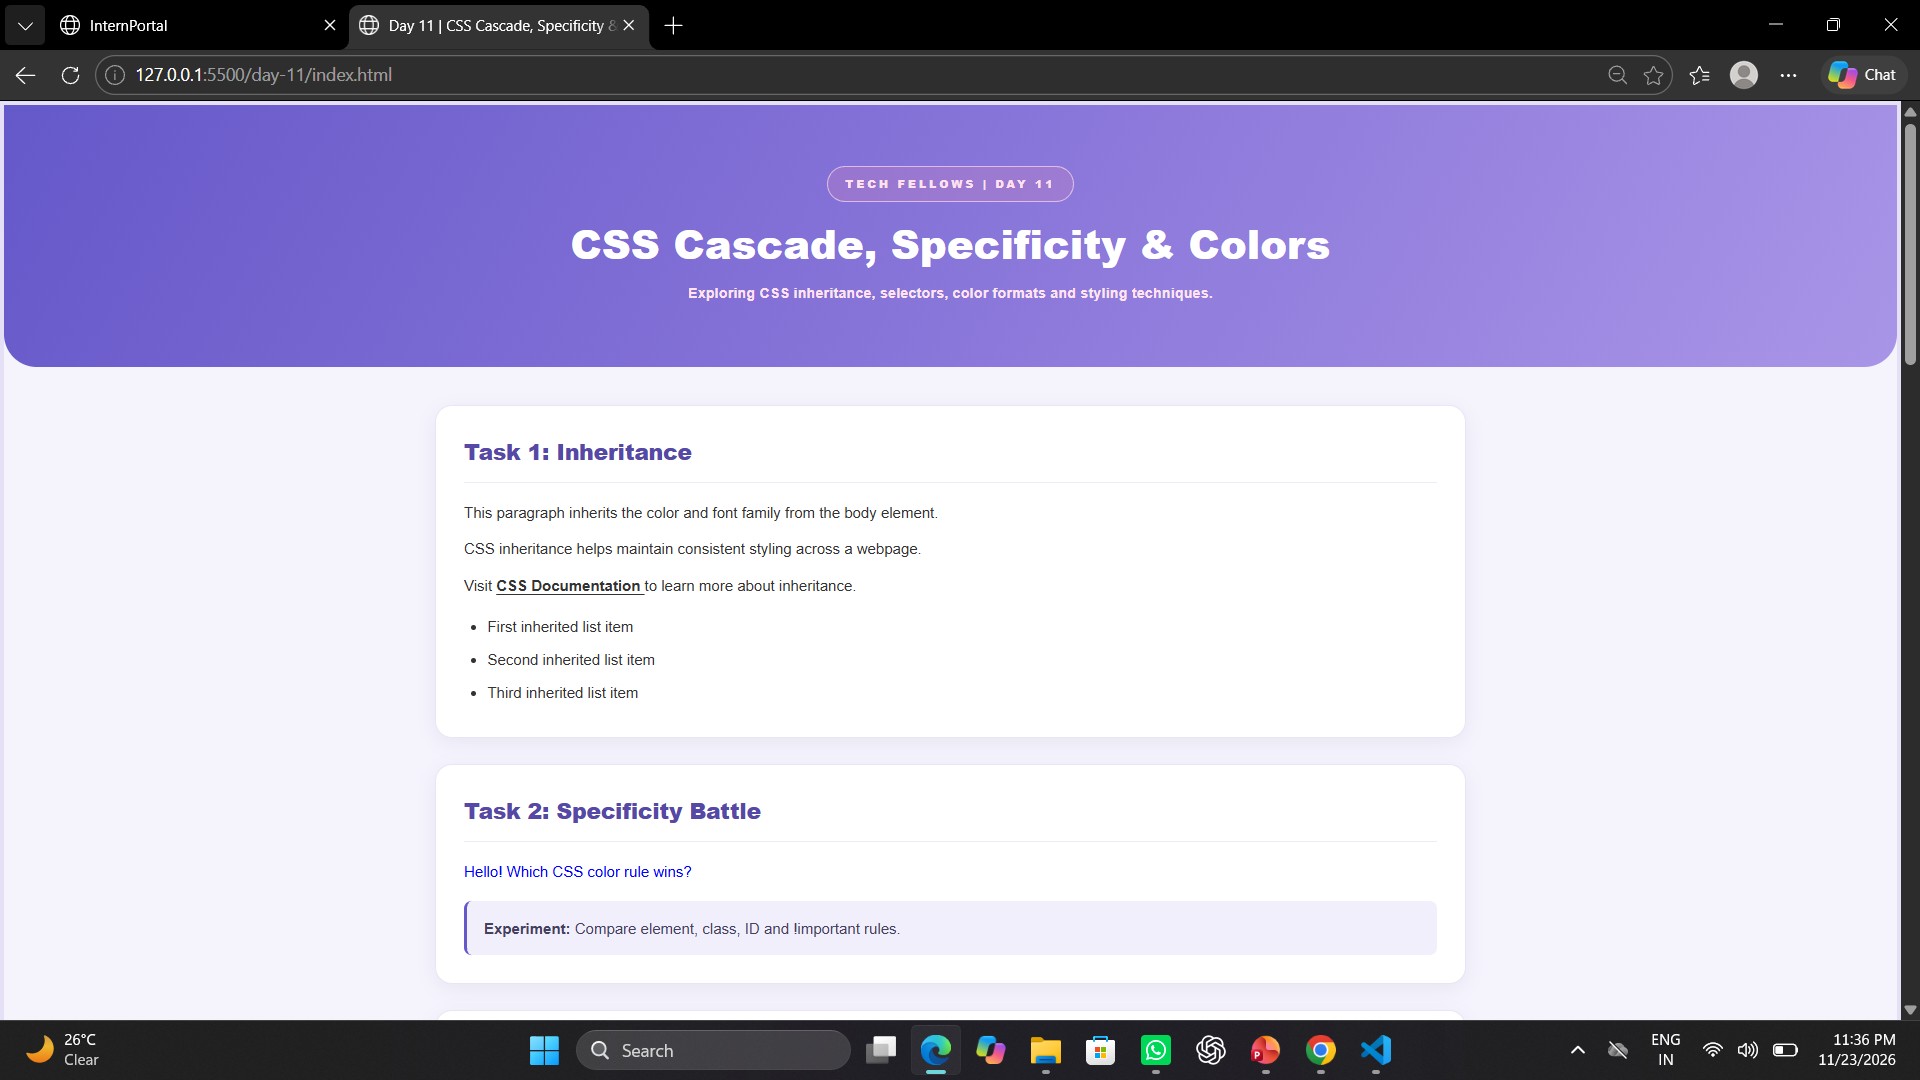 InternPortal
Day 11 | CSS Cascade, Specificity &
127.0.0.1:5500/day-11/index.html
Chat
TECH FELLOWS | DAY 11
CSS Cascade, Specificity & Colors
Exploring CSS inheritance, selectors, color formats and styling techniques.
Task 1: Inheritance
This paragraph inherits the color and font family from the body element.
CSS inheritance helps maintain consistent styling across a webpage.
Visit CSS Documentation to learn more about inheritance.
First inherited list item
Second inherited list item
Third inherited list item
Task 2: Specificity Battle
Hello! Which CSS color rule wins?
Experiment: Compare element, class, ID and !important rules.
26°C
Clear
Search
P
ENG
IN
11:36 PM
11/23/2026